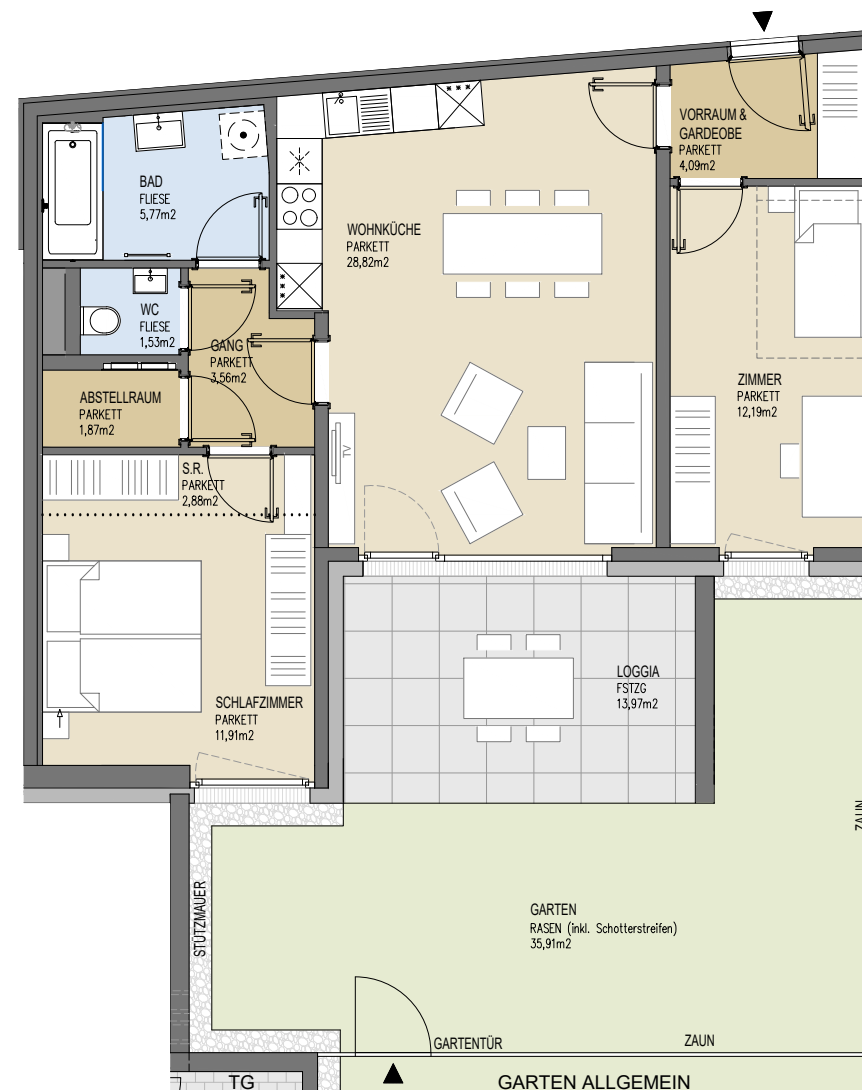 VORRAUM &
GARDEOBE
PARKETT
4,09m2
BAD
FLIESE
5,77m2
WOHNKÜCHE
PARKETT
28,82m2
WC
FLIESE
1,53m2
GANG
PARKETT
3,56m2
ABSTELLRAUM
PARKETT
1,87m2
ZIMMER
PARKETT
12,19m2
TV
S.R.
PARKETT
2,88m2
SCHLAFZIMMER
PARKETT
11,91m2
LOGGIA
FSTZG
13,97m2
ZAUN
STÜTZMAUER
GARTEN
RASEN (inkl. Schotterstreifen)
35,91m2
GARTENTÜR
ZAUN
TG
GARTEN ALLGEMEIN